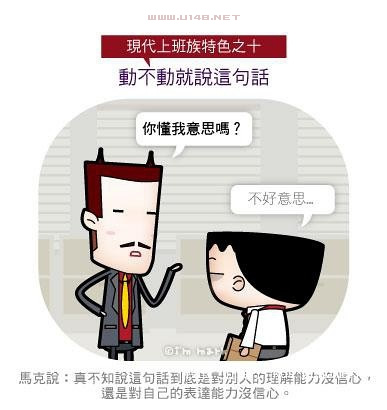 WWW.U148.NET
現代上班族特色之十
動不動就說這句話
你懂我意思嗎？
不好意思...
©i'm mark
馬克說：真不知說這句話到底是對別人的理解能力沒信心，
還是對自己的表達能力沒信心。